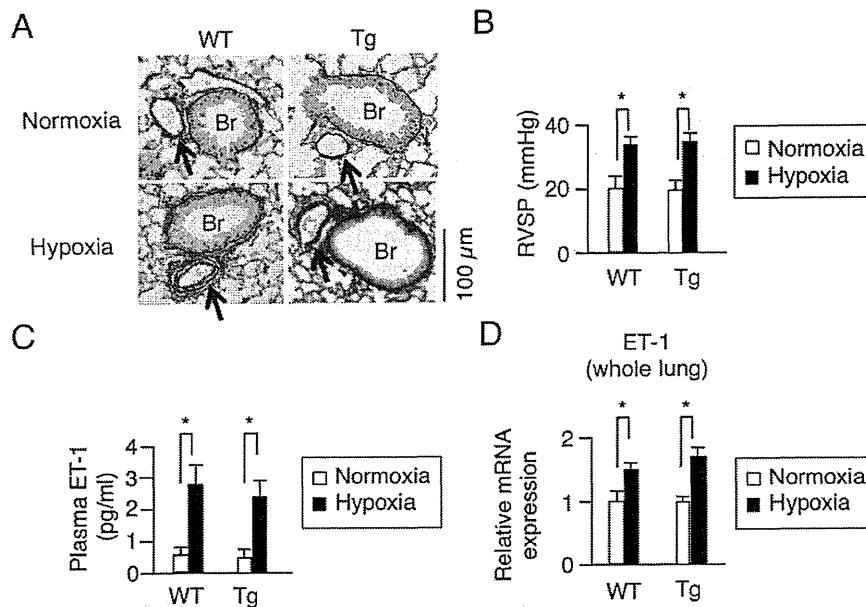 A
WT Tg
Normoxia
Br Br
Hypoxia
Br Br
100 µm
B
RVSP (mmHg)
40
20
0
* *
WT Tg
Normoxia
Hypoxia
C
Plasma ET-1
(pg/ml)
4
3
2
1
0
* *
WT Tg
Normoxia
Hypoxia
D
ET-1
(whole lung)
Relative mRNA
expression
2
1
0
* *
WT Tg
Normoxia
Hypoxia